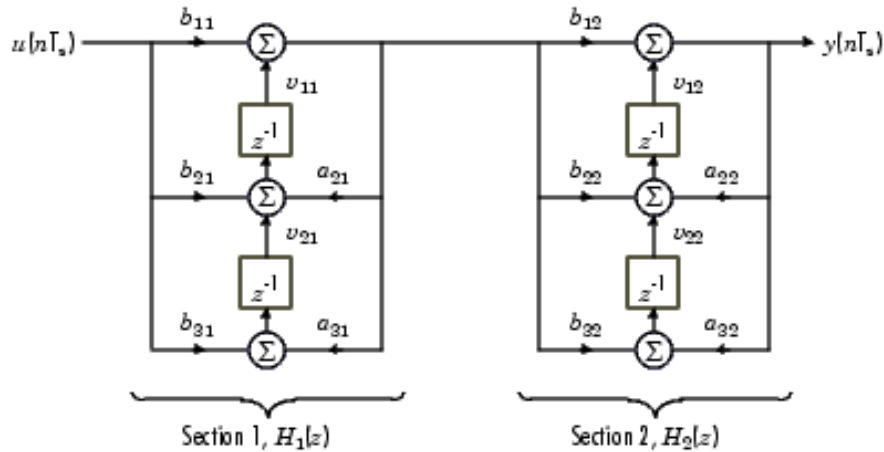 b₁₁ b₁₂
u(nTₛ) Σ Σ y(nTₛ)
v₁₁ v₁₂
z⁻¹ z⁻¹
b₂₁ a₂₁ b₂₂ a₂₂
Σ Σ
v₂₁ v₂₂
z⁻¹ z⁻¹
b₃₁ a₃₁ b₃₂ a₃₂
Σ Σ
Section 1, H₁(z) Section 2, H₂(z)